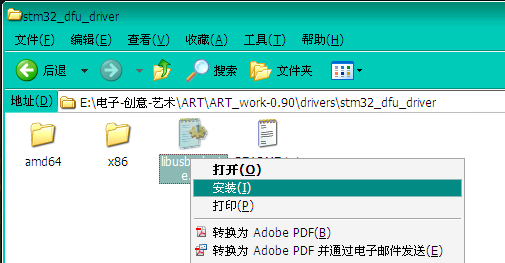 stm32_dfu_driver
文件(F) 编辑(E) 查看(V) 收藏(A) 工具(T) 帮助(H)
后退 搜索 文件夹
地址(D) E:\电子-创意-艺术\ART\ART_work-0.90\drivers\stm32_dfu_driver
amd64 x86
打开(O)
安装(I)
打印(P)
转换为 Adobe PDF(B)
转换为 Adobe PDF 并通过电子邮件发送(E)